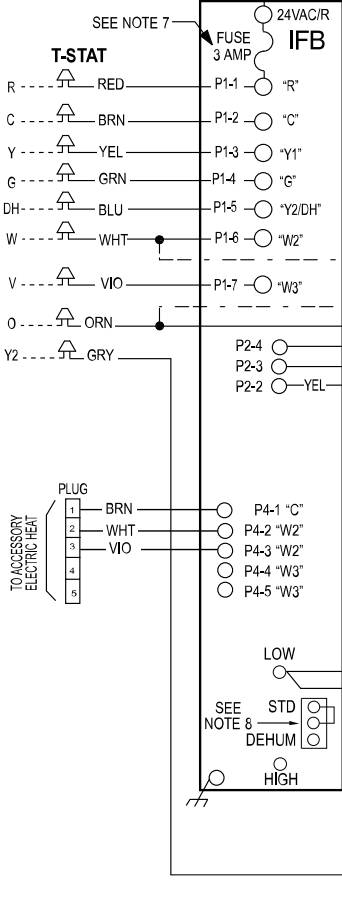 SEE NOTE 7
24VAC/R
FUSE
3 AMP
IFB
T-STAT
R RED P1-1 "R"
C BRN P1-2 "C"
Y YEL P1-3 "Y1"
G GRN P1-4 "G"
DH BLU P1-5 "Y2/DH"
W WHT P1-6 "W2"
V VIO P1-7 "W3"
O ORN
Y2 GRY
P2-4
P2-3
P2-2 YEL
PLUG
TO ACCESSORY
ELECTRIC HEAT
1 BRN P4-1 "C"
2 WHT P4-2 "W2"
3 VIO P4-3 "W2"
4 P4-4 "W3"
5 P4-5 "W3"
LOW
SEE
NOTE 8
STD
DEHUM
HIGH